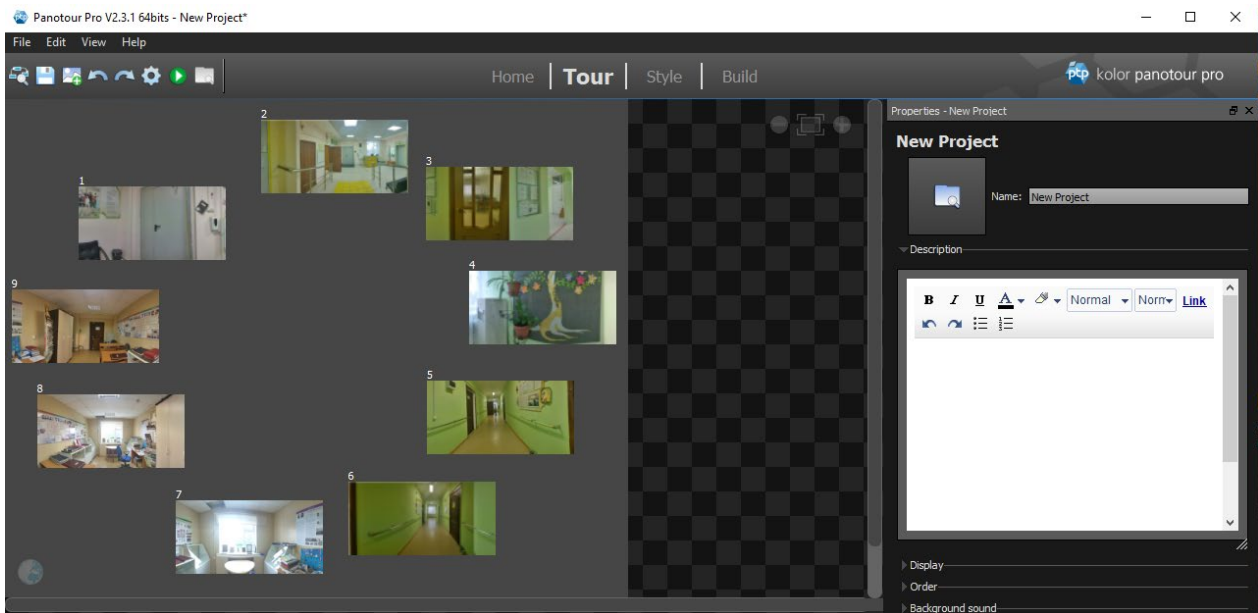 Panotour Pro V2.3.1 64bits - New Project*
File Edit View Help
Home Tour Style Build
ptp kolor panotour pro
Properties - New Project
New Project
Name: New Project
Description
B I U A Normal Norm Link
Display
Order
Background sound
1
2
3
4
5
6
7
8
9